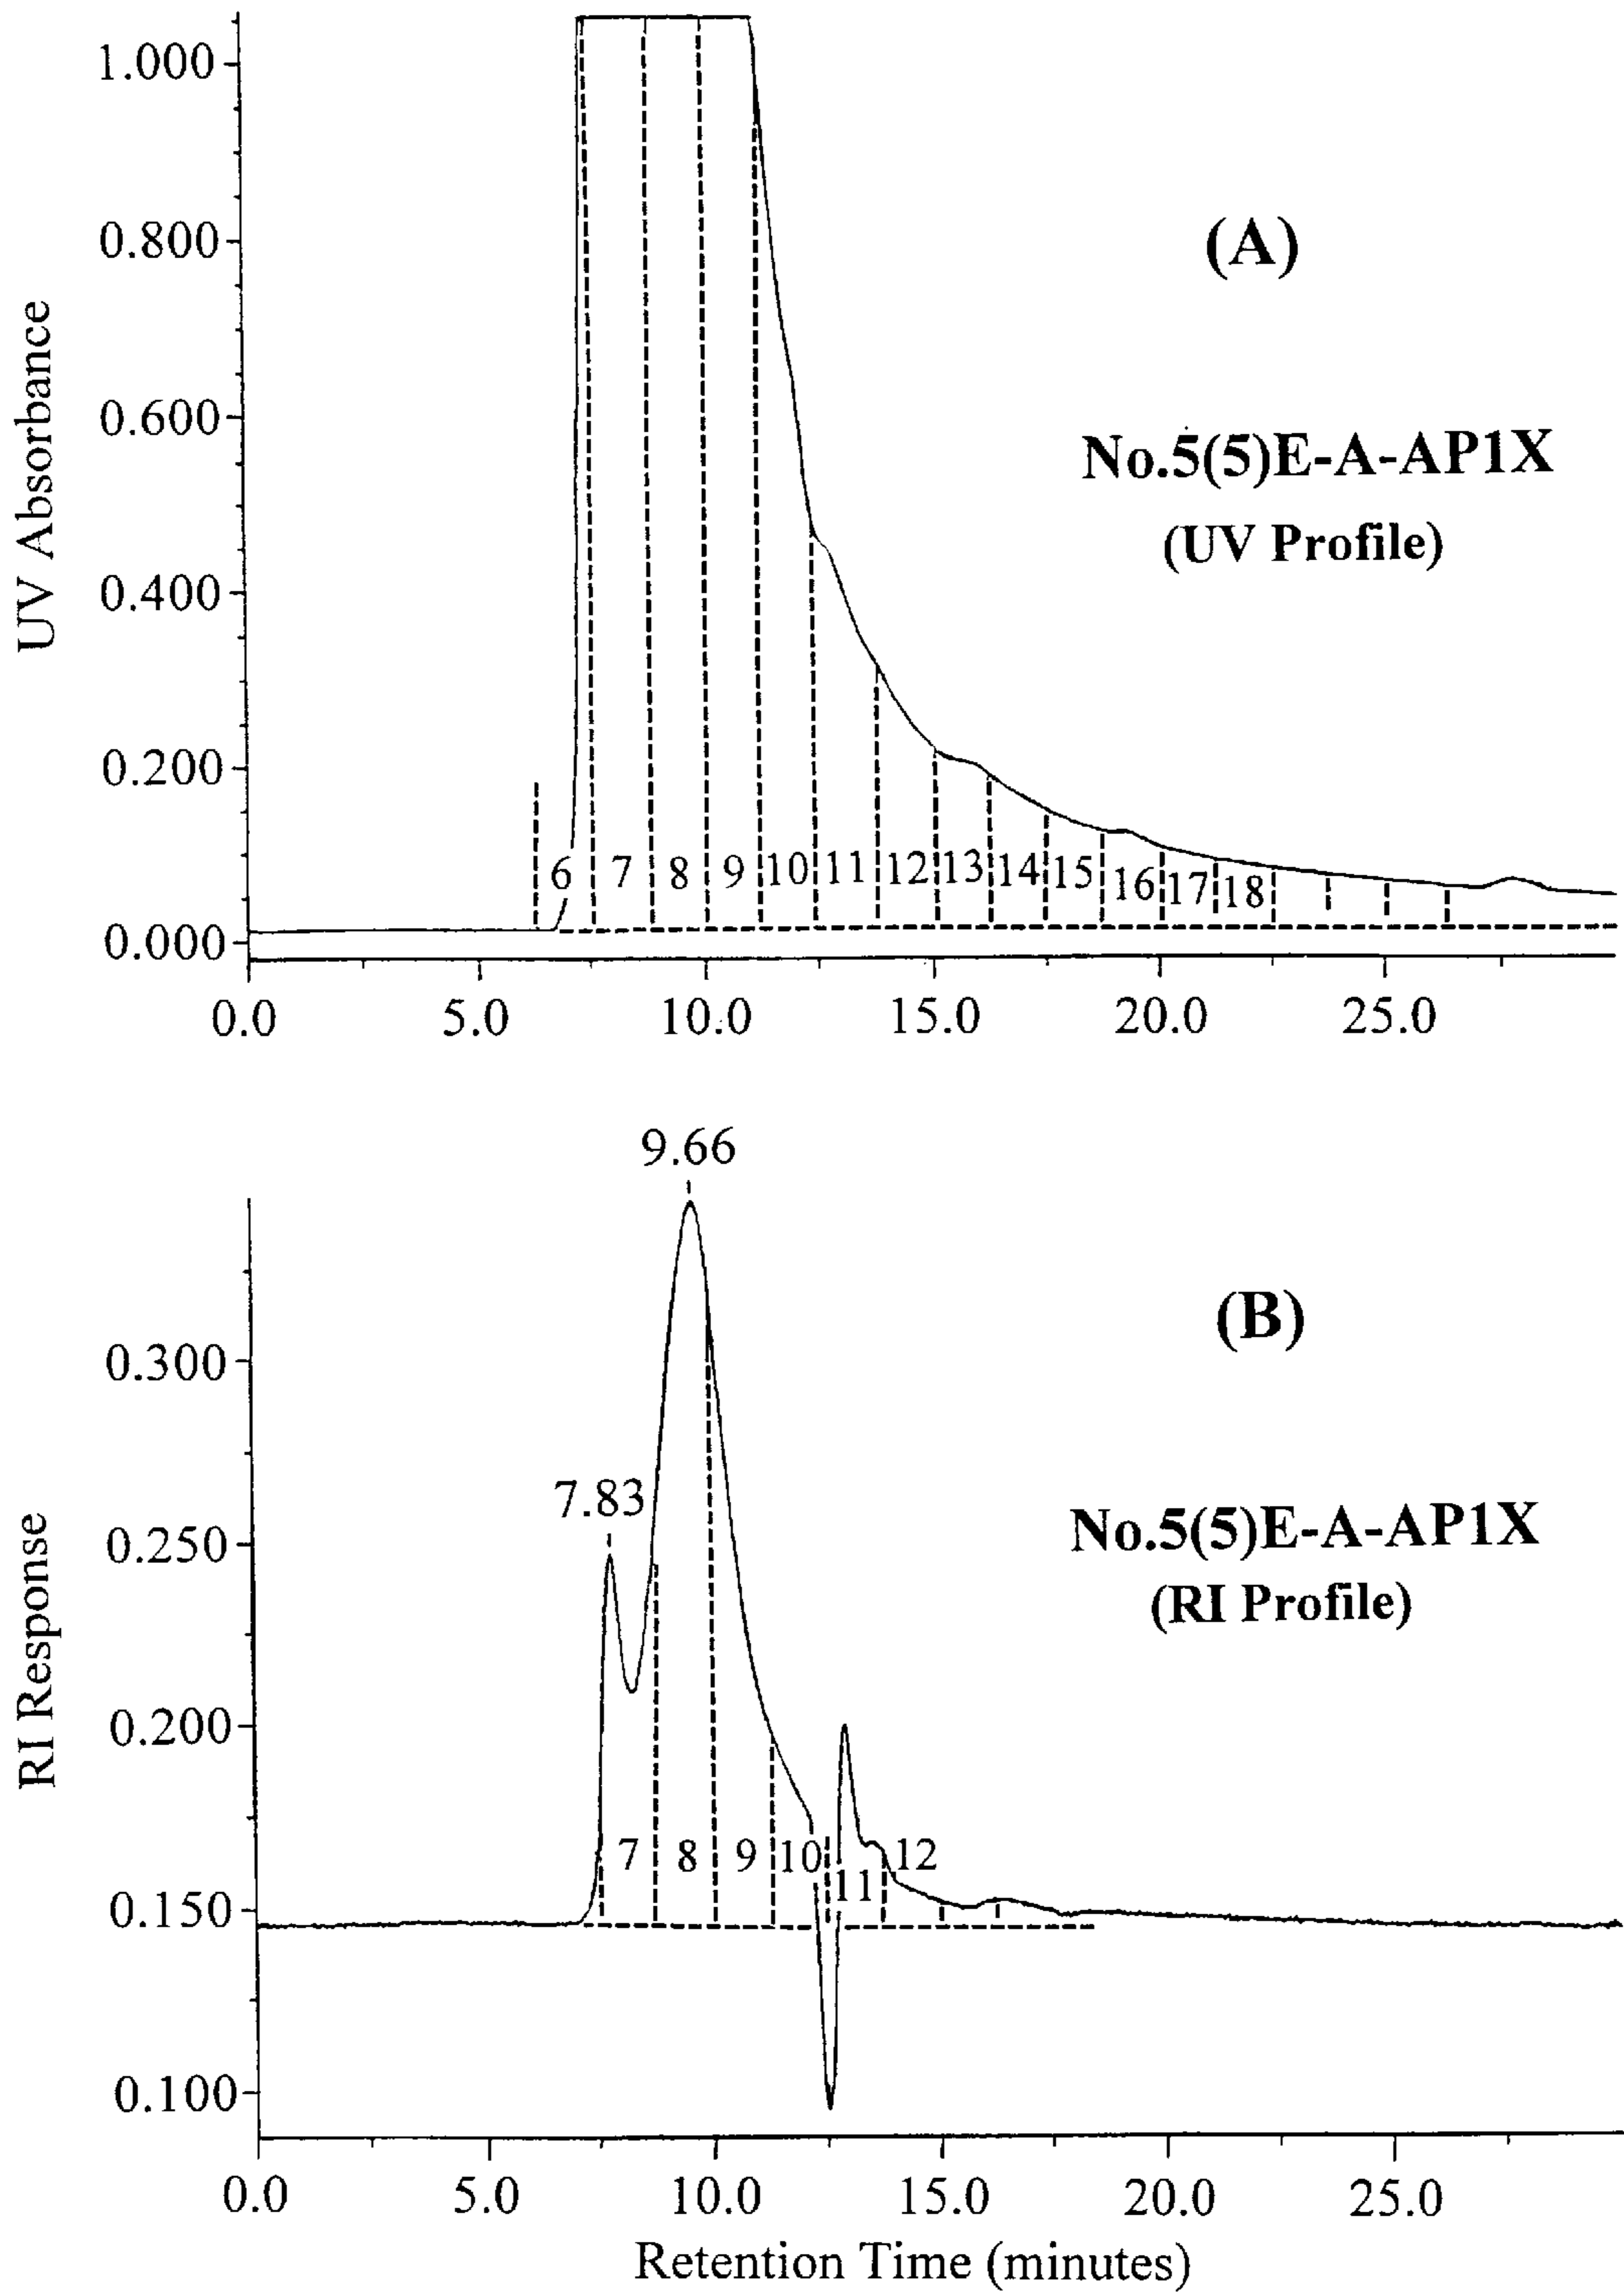 1.000
0.800
(A)
0.600
No.5(5)E-A-AP1X
(UV Profile)
UV Absorbance
0.400
0.200
6 7 8 9 10 11 12 13 14 15 16 17 18
0.000
0.0 5.0 10.0 15.0 20.0 25.0
9.66
(B)
0.300
7.83
0.250
No.5(5)E-A-AP1X
(RI Profile)
RI Response
0.200
7 8 9 10 11 12
0.150
0.100
0.0 5.0 10.0 15.0 20.0 25.0
Retention Time (minutes)